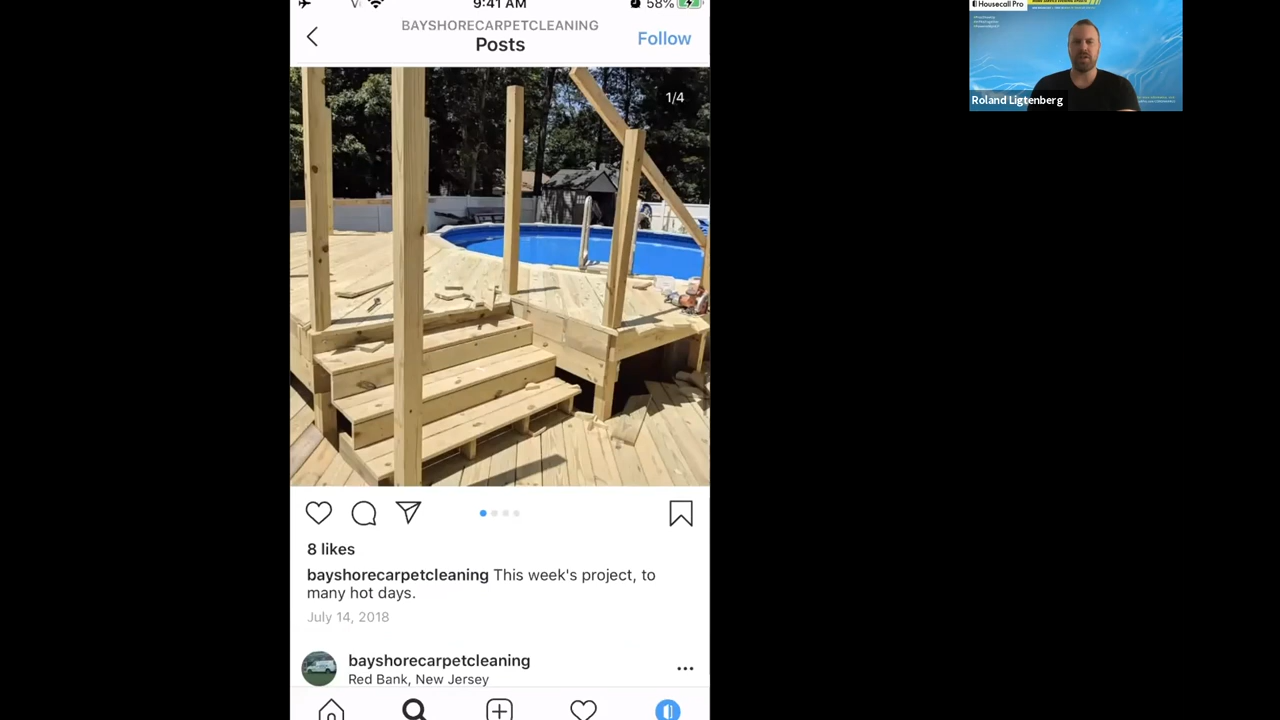 9:41 AM
58%
BAYSHORECARPETCLEANING
Posts
Follow
1/4
8 likes
bayshorecarpetcleaning This week's project, to
many hot days.
July 14, 2018
bayshorecarpetcleaning
Red Bank, New Jersey
Housecall Pro
Roland Ligtenberg